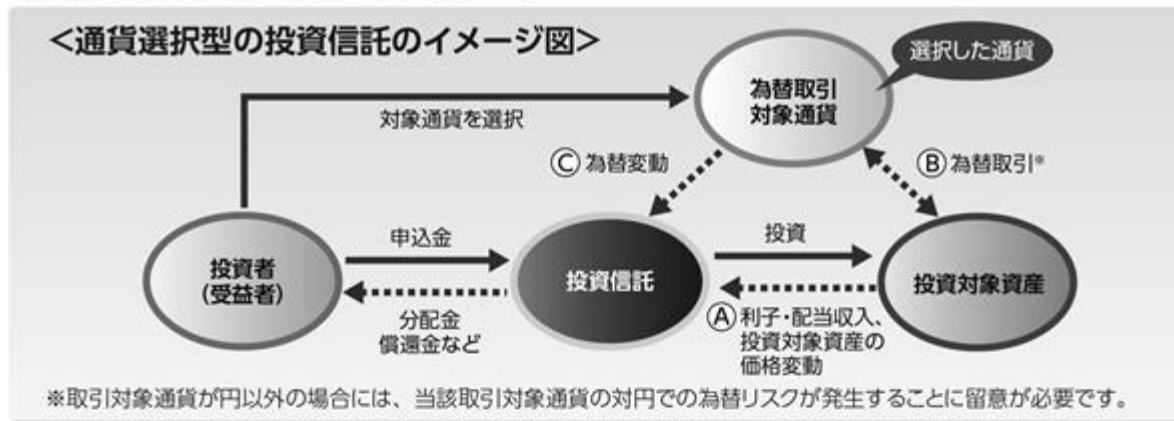 <通貨選択型の投資信託のイメージ図>
選択した通貨
為替取引
対象通貨
対象通貨を選択
Ⓒ 為替変動
Ⓑ 為替取引※
申込金
投資
投資者
(受益者)
投資信託
投資対象資産
分配金
償還金など
Ⓐ 利子・配当収入、
投資対象資産の
価格変動
※取引対象通貨が円以外の場合には、当該取引対象通貨の対円での為替リスクが発生することに留意が必要です。